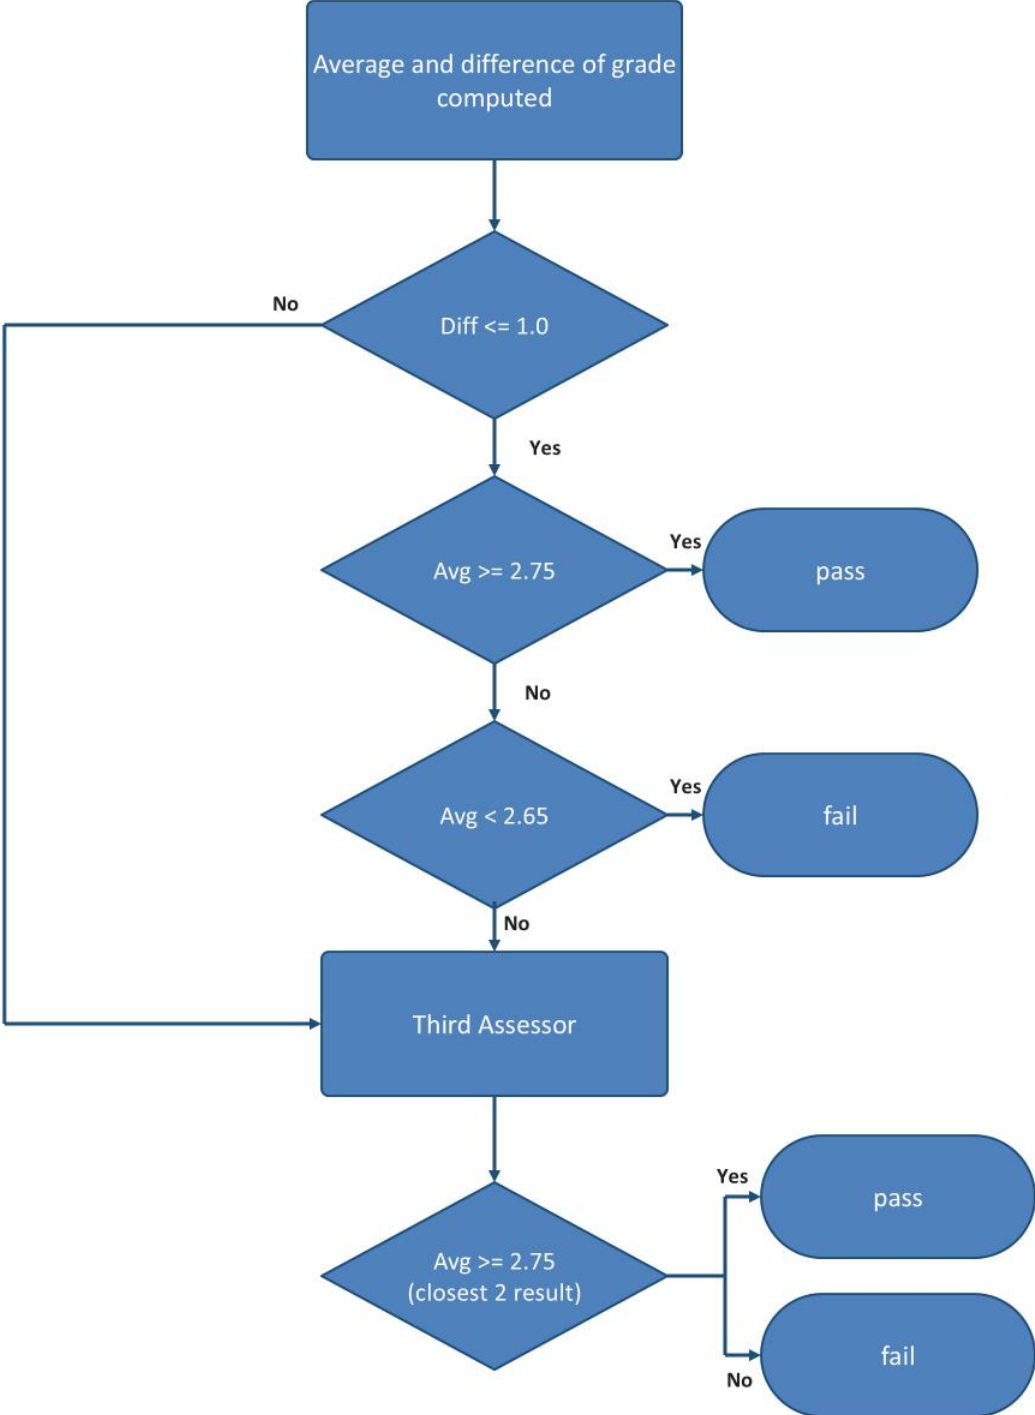 Average and difference of grade
computed
No
Diff <= 1.0
Yes
Yes
Avg >= 2.75
pass
No
Yes
Avg < 2.65
fail
No
Third Assessor
Yes
pass
Avg >= 2.75
(closest 2 result)
fail
No